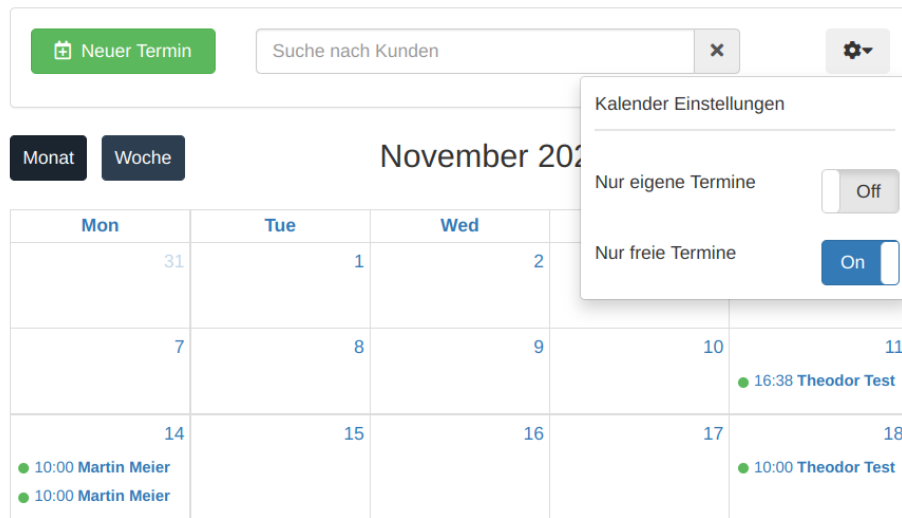 Neuer Termin
Suche nach Kunden
Kalender Einstellungen
Monat
Woche
November 202
Nur eigene Termine
Off
Nur freie Termine
On
Mon
Tue
Wed
31
1
2
7
8
9
10
11
16:38 Theodor Test
14
15
16
17
18
10:00 Martin Meier
10:00 Theodor Test
10:00 Martin Meier